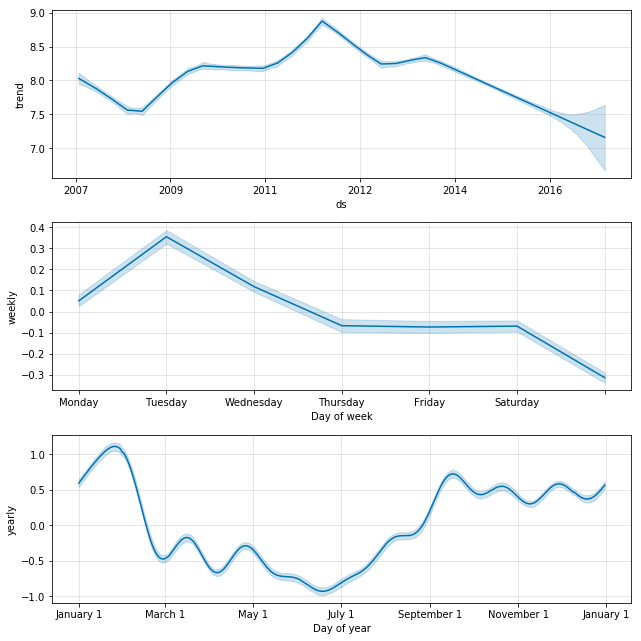 9.0
8.5
8.0
7.5
7.0
trend
2007 2009 2011 2012 2014 2016
ds
0.4
0.3
0.2
0.1
0.0
−0.1
−0.2
−0.3
weekly
Monday Tuesday Wednesday Thursday Friday Saturday
Day of week
1.0
0.5
0.0
−0.5
−1.0
yearly
January 1 March 1 May 1 July 1 September 1 November 1 January 1
Day of year